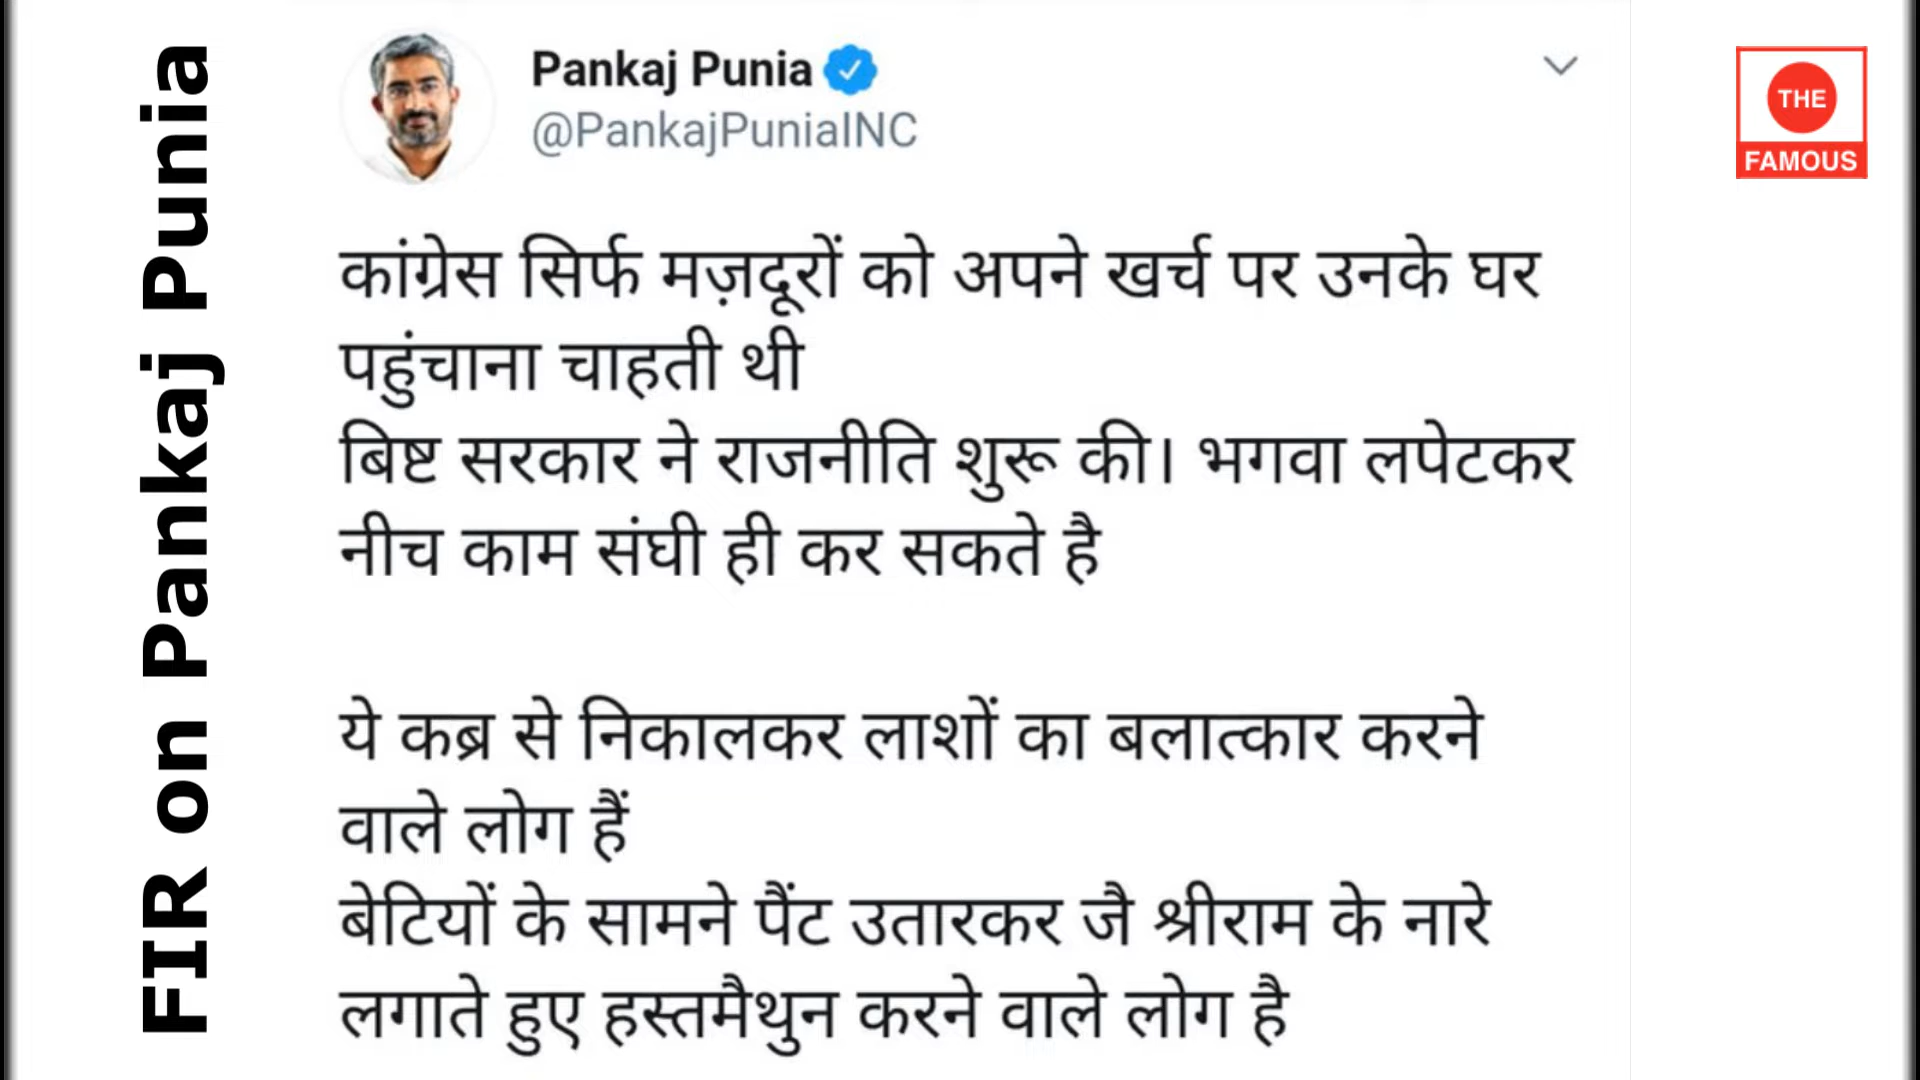 FIR on Pankaj Punia
Pankaj Punia
@PankajPuniaINC
THE
FAMOUS
कांग्रेस सिर्फ मज़दूरों को अपने खर्च पर उनके घर
पहुंचाना चाहती थी
बिष्ट सरकार ने राजनीति शुरू की। भगवा लपेटकर
नीच काम संघी ही कर सकते है
ये कब्र से निकालकर लाशों का बलात्कार करने
वाले लोग हैं
बेटियों के सामने पैंट उतारकर जै श्रीराम के नारे
लगाते हुए हस्तमैथुन करने वाले लोग है